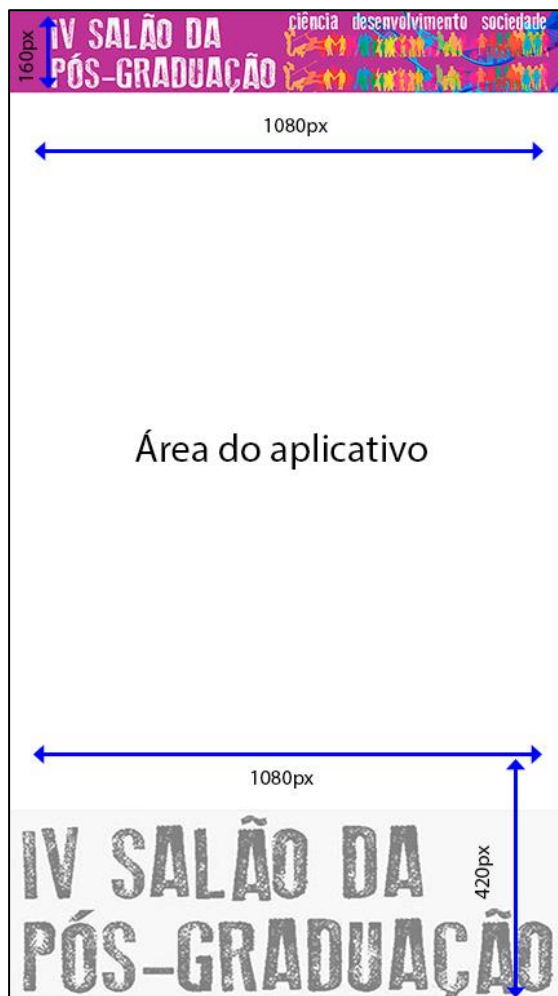 IV SALÃO DA
PÓS-GRADUAÇÃO
ciência desenvolvimento sociedade
160px
1080px
Área do aplicativo
1080px
420px
IV SALÃO DA
PÓS-GRADUAÇÃO